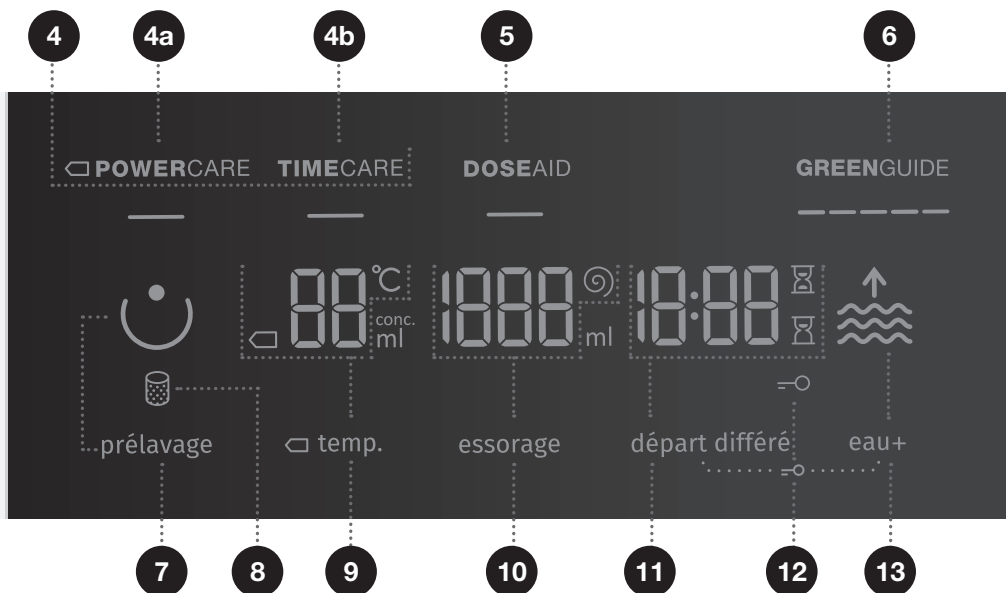 4 4a 4b 5 6
POWERCARE TIMECARE DOSEAID GREENGUIDE
88 °C 1888 18:88
conc.
ml ml
prélavage temp. essorage départ différé eau+
7 8 9 10 11 12 13